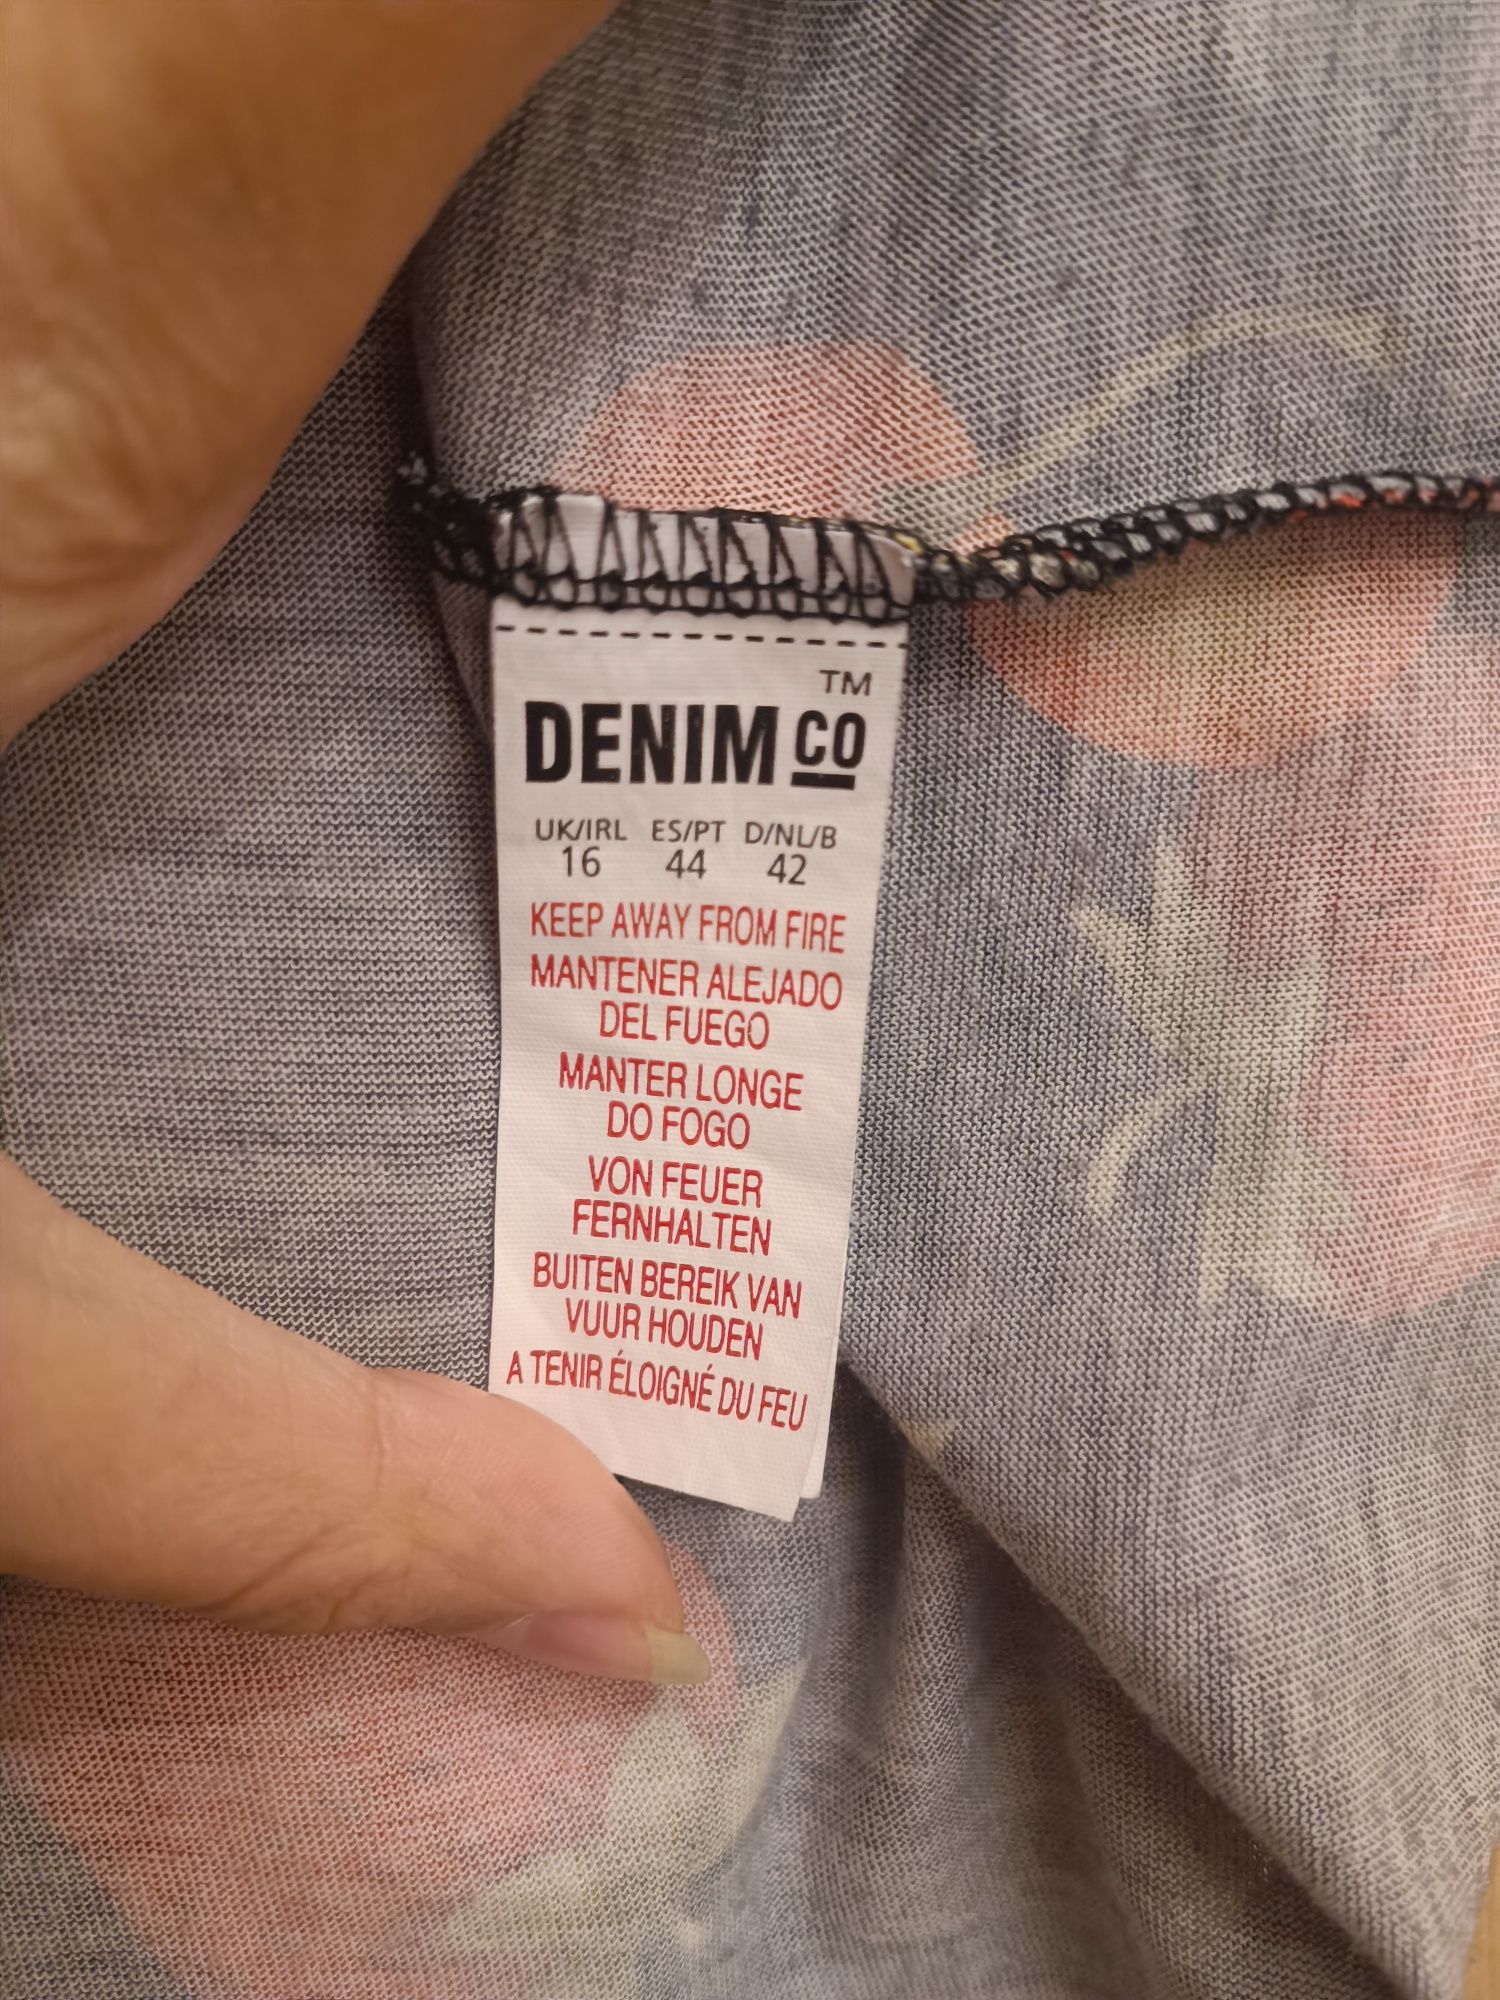 TM
DENIM CO
UK/IRL ES/PT D/NL/B
16 44 42
KEEP AWAY FROM FIRE
MANTENER ALEJADO
DEL FUEGO
MANTER LONGE
DO FOGO
VON FEUER
FERNHALTEN
BUITEN BEREIK VAN
VUUR HOUDEN
A TENIR ÉLOIGNÉ DU FEU